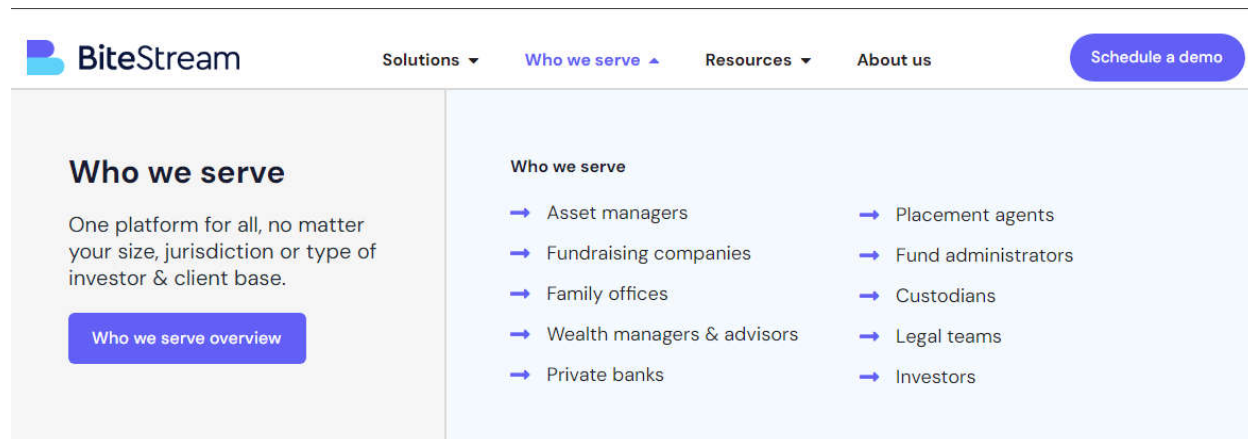 BiteStream
Solutions
Who we serve
Resources
About us
Schedule a demo
Who we serve
One platform for all, no matter
your size, jurisdiction or type of
investor & client base.
Who we serve overview
Who we serve
Asset managers
Fundraising companies
Family offices
Wealth managers & advisors
Private banks
Placement agents
Fund administrators
Custodians
Legal teams
Investors